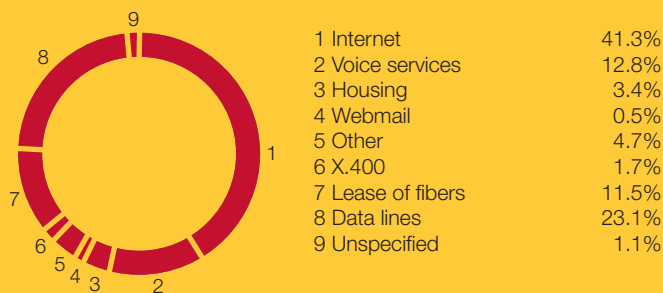 9
8
1
7
6
5
4
3
2
1 Internet 41.3%
2 Voice services 12.8%
3 Housing 3.4%
4 Webmail 0.5%
5 Other 4.7%
6 X.400 1.7%
7 Lease of fibers 11.5%
8 Data lines 23.1%
9 Unspecified 1.1%